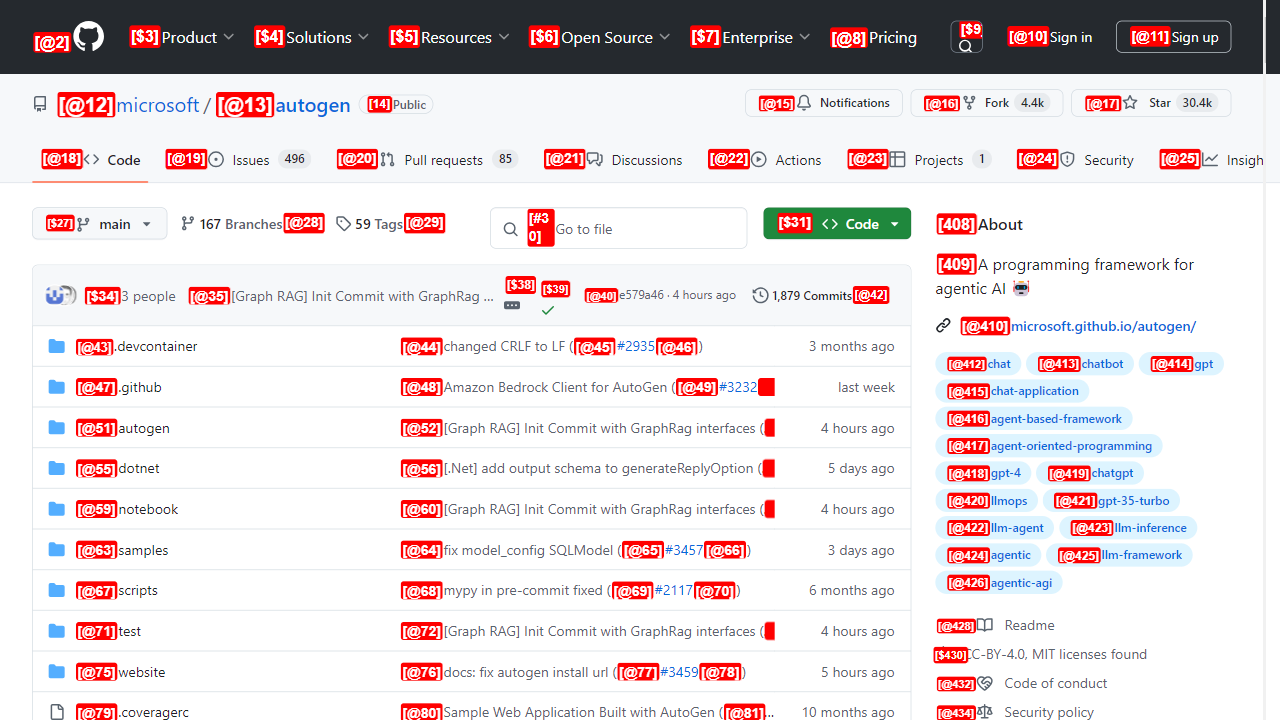 [@2] [$3]Product [$4]Solutions [$5]Resources [$6]Open Source [$7]Enterprise [@8]Pricing [$9 [@10]Sign in [@11]Sign up
[@12]microsoft / [@13]autogen [14]Public [@15] Notifications [@16] Fork 4.4k [@17] Star 30.4k
[@18] Code [@19] Issues 496 [@20] Pull requests 85 [@21] Discussions [@22] Actions [@23] Projects 1 [@24] Security [@25] Insigh
[$27] main 167 Branches[@28] 59 Tags[@29] [#30]Go to file [$31] Code
[$34]3 people [@35][Graph RAG] Init Commit with GraphRag ... [$38] [$39] [@40]e579a46 · 4 hours ago 1,879 Commits[@42]
[@43].devcontainer [@44]changed CRLF to LF ([@45]#2935[@46]) 3 months ago
[@47].github [@48]Amazon Bedrock Client for AutoGen ([@49]#3232 last week
[@51]autogen [@52][Graph RAG] Init Commit with GraphRag interfaces ( 4 hours ago
[@55]dotnet [@56][.Net] add output schema to generateReplyOption ( 5 days ago
[@59]notebook [@60][Graph RAG] Init Commit with GraphRag interfaces ( 4 hours ago
[@63]samples [@64]fix model_config SQLModel ([@65]#3457[@66]) 3 days ago
[@67]scripts [@68]mypy in pre-commit fixed ([@69]#2117[@70]) 6 months ago
[@71]test [@72][Graph RAG] Init Commit with GraphRag interfaces ( 4 hours ago
[@75]website [@76]docs: fix autogen install url ([@77]#3459[@78]) 5 hours ago
[@79].coveragerc [@80]Sample Web Application Built with AutoGen ([@81]... 10 months ago
[408]About
[409]A programming framework for
agentic AI 🤖
[@410]microsoft.github.io/autogen/
[@412]chat [@413]chatbot [@414]gpt
[@415]chat-application
[@416]agent-based-framework
[@417]agent-oriented-programming
[@418]gpt-4 [@419]chatgpt
[@420]llmops [@421]gpt-35-turbo
[@422]llm-agent [@423]llm-inference
[@424]agentic [@425]llm-framework
[@426]agentic-agi
[@428] Readme
[$430]CC-BY-4.0, MIT licenses found
[@432] Code of conduct
[@434] Security policy